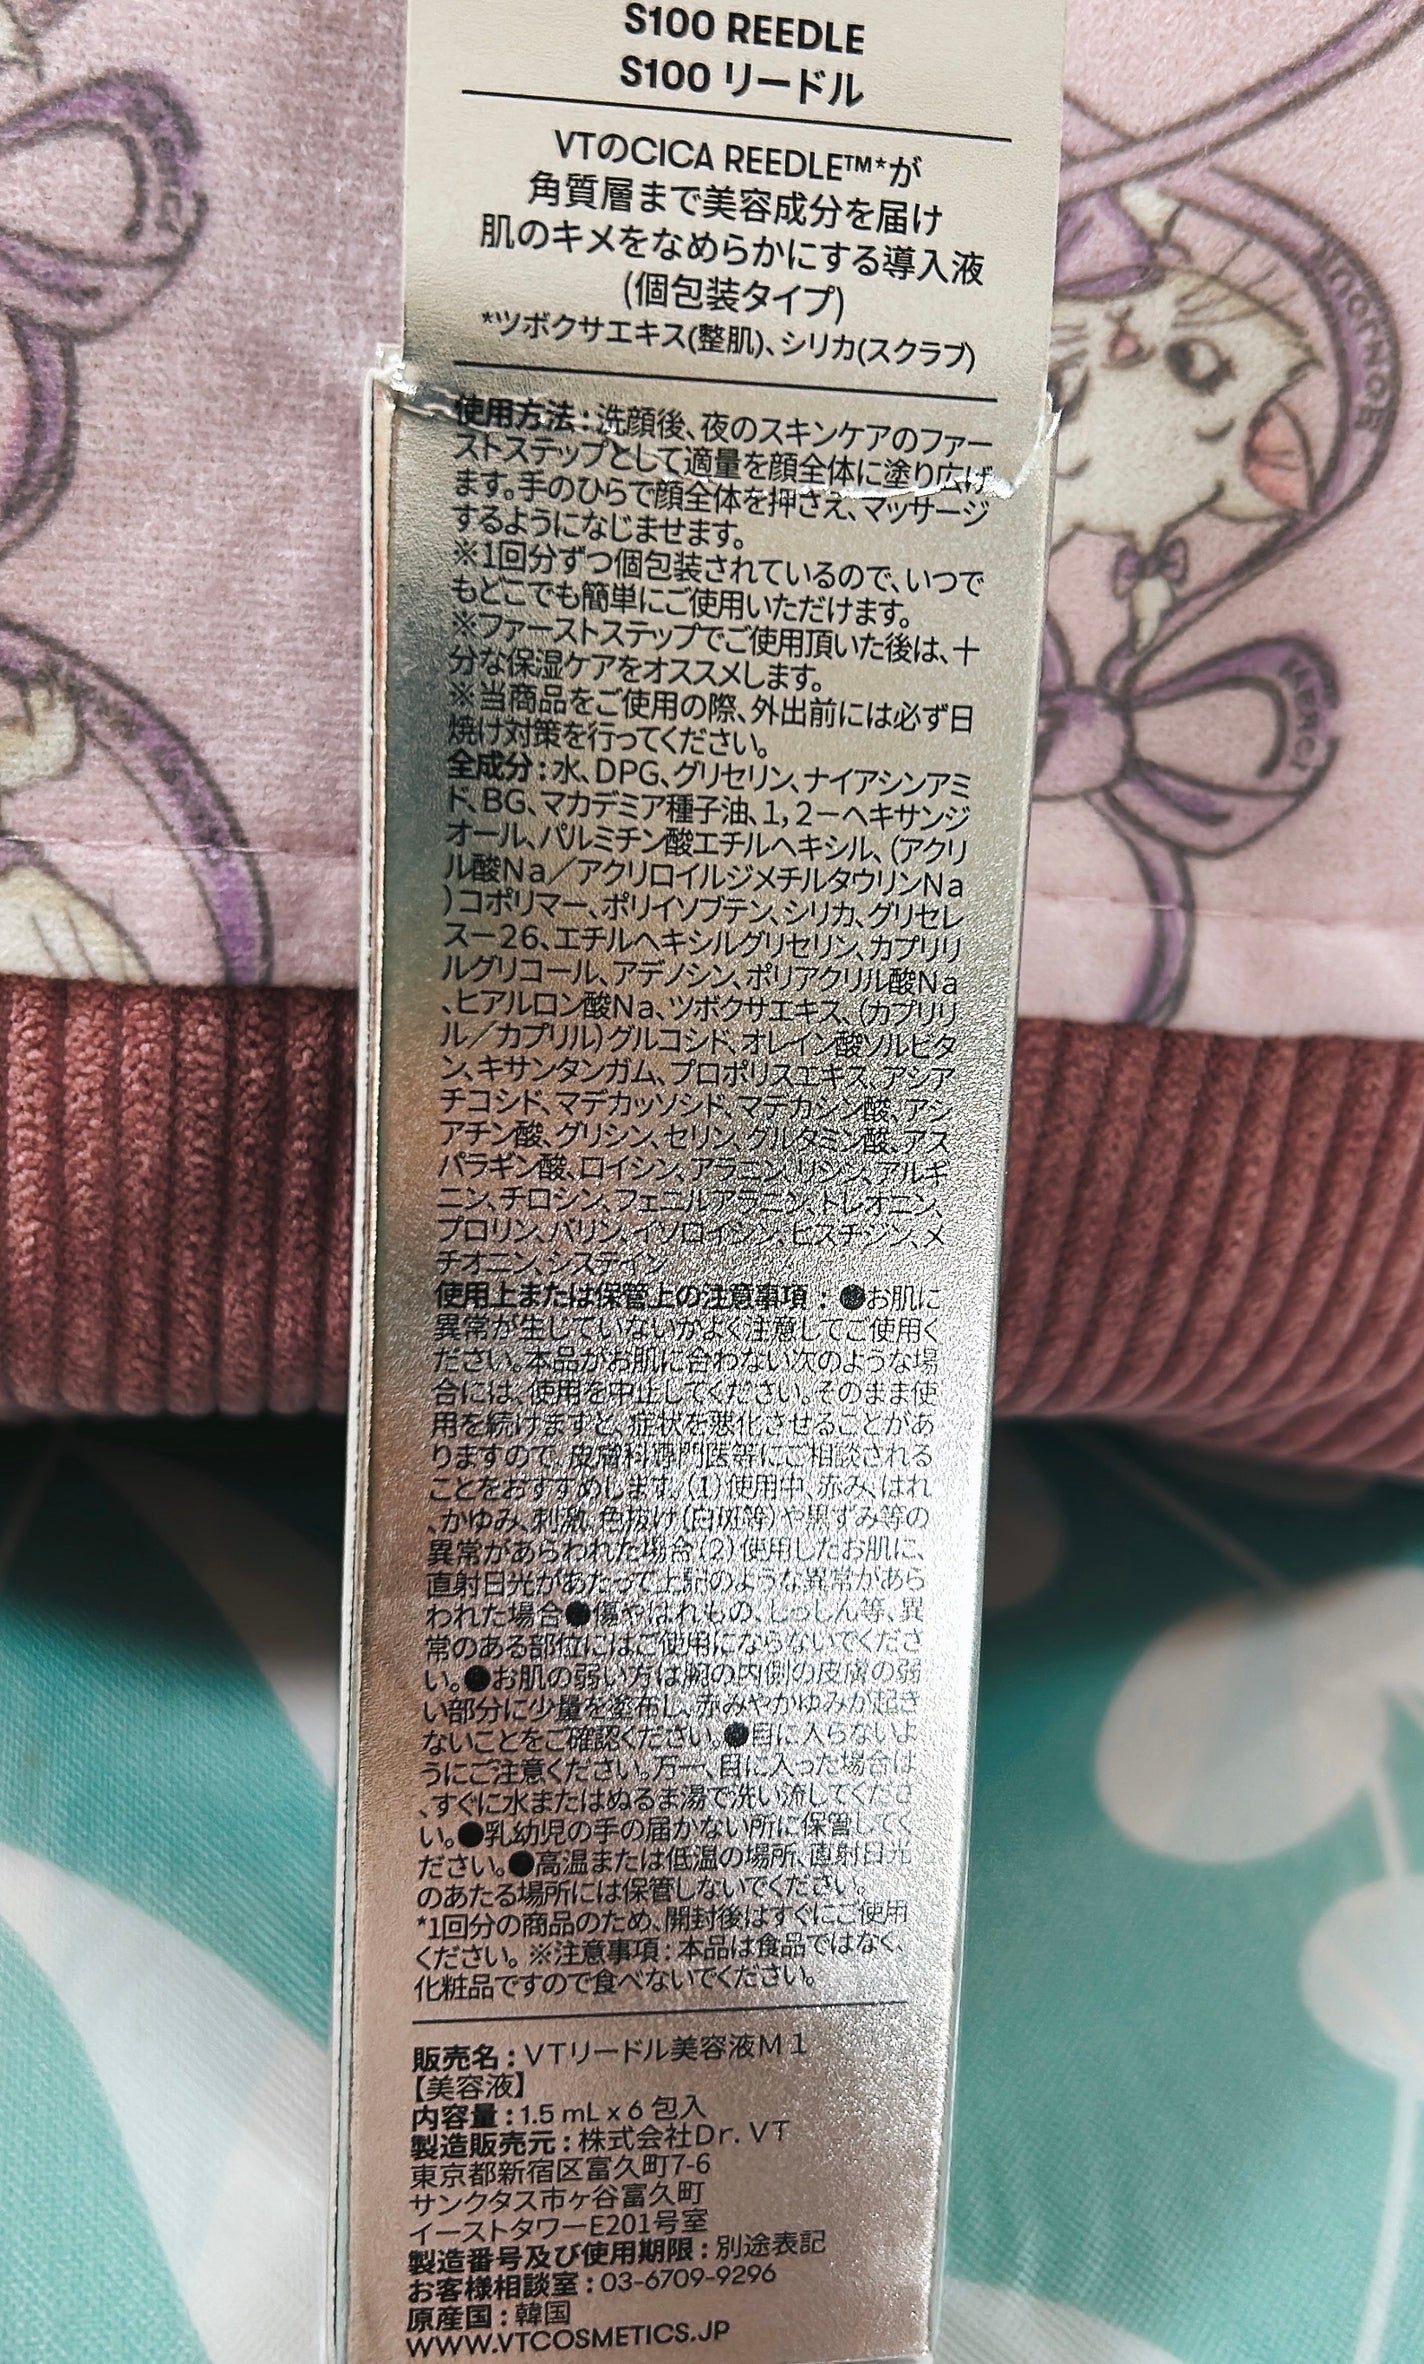 S100 REEDLE
S100 リードル
VTのCICA REEDLE™*が
角質層まで美容成分を届け
肌のキメをなめらかにする導入液
(個包装タイプ)
*ツボクサエキス(整肌)、シリカ(スクラブ)
使用方法：洗顔後、夜のスキンケアのファー
ストステップとして適量を顔全体に塗り広げ
ます。手のひらで顔全体を押さえ、マッサージ
するようになじませます。
※1回分ずつ個包装されているので、いつで
もどこでも簡単にご使用いただけます。
※ファーストステップでご使用頂いた後は、十
分な保湿ケアをオススメします。
※当商品をご使用の際、外出前には必ず日
焼け対策を行ってください。
全成分：水、DPG、グリセリン、ナイアシンアミ
ド、BG、マカデミア種子油、1，2－ヘキサンジ
オール、パルミチン酸エチルヘキシル、(アクリ
ル酸Na／アクリロイルジメチルタウリンNa
)コポリマー、ポリイソブテン、シリカ、グリセレ
ス－26、エチルヘキシルグリセリン、カプリリ
ルグリコール、アデノシン、ポリアクリル酸Na
、ヒアルロン酸Na、ツボクサエキス、(カプリリ
ル／カプリル)グルコシド、オレイン酸ソルビタ
ン、キサンタンガム、プロポリスエキス、アシア
チコシド、マデカッソシド、マデカシン酸、アシ
アチン酸、グリシン、セリン、グルタミン酸、アス
パラギン酸、ロイシン、アラニン、リシン、アルギ
ニン、チロシン、フェニルアラニン、トレオニン、
プロリン、バリン、イソロイシン、ヒスチジン、メ
チオニン、システイン
使用上または保管上の注意事項：●お肌に
異常が生じていないかよく注意してご使用く
ださい。本品がお肌に合わない次のような場
合には、使用を中止してください。そのまま使
用を続けますと、症状を悪化させることがあ
りますので、皮膚科専門医等にご相談される
ことをおすすめします。(1)使用中、赤み、はれ
、かゆみ、刺激、色抜け(白斑等)や黒ずみ等の
異常があらわれた場合(2)使用したお肌に、
直射日光があたって上記のような異常があら
われた場合●傷やはれもの、しっしん等、異
常のある部位にはご使用にならないでくださ
い。●お肌の弱い方は腕の内側の皮膚の弱
い部分に少量を塗布し、赤みやかゆみが起き
ないことをご確認ください。●目に入らないよ
うにご注意ください。万一、目に入った場合は
、すぐに水またはぬるま湯で洗い流してくださ
い。●乳幼児の手の届かない所に保管してく
ださい。●高温または低温の場所、直射日光
のあたる場所には保管しないでください。
*1回分の商品のため、開封後はすぐにご使用
ください。※注意事項：本品は食品ではなく、
化粧品ですので食べないでください。
販売名：VTリードル美容液M1
【美容液】
内容量：1.5 mL x 6 包入
製造販売元：株式会社Dr. VT
東京都新宿区富久町7-6
サンクタス市ヶ谷富久町
イーストタワーE201号室
製造番号及び使用期限：別途表記
お客様相談室：03-6709-9296
原産国：韓国
WWW.VTCOSMETICS.JP
MERCI